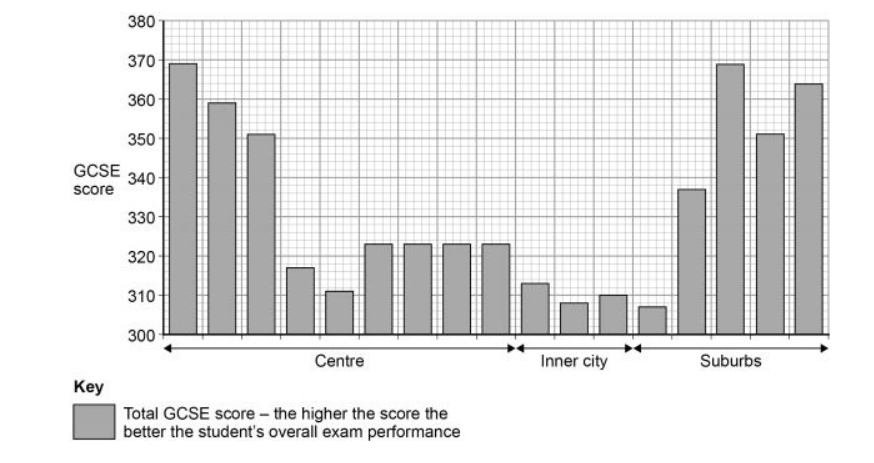 380
370
360
350
GCSE
score
340
330
320
310
300
Centre
Inner city
Suburbs
Key
Total GCSE score – the higher the score the
better the student's overall exam performance